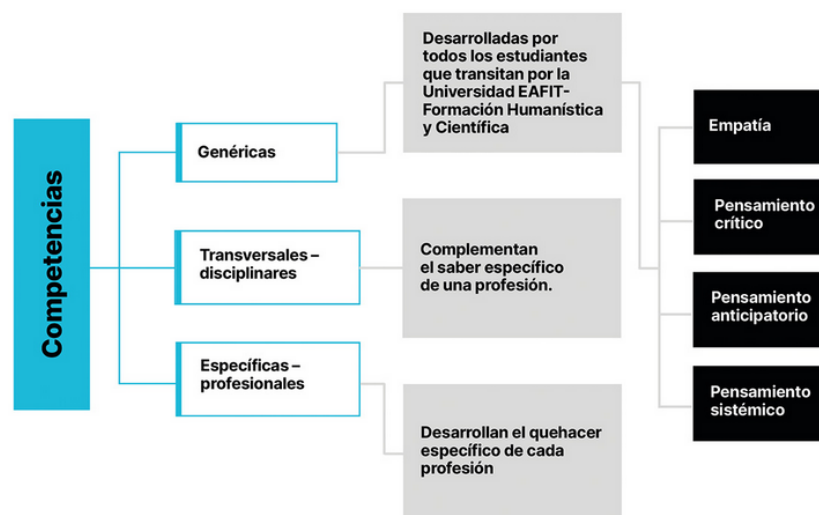 Competencias
Genéricas
Desarrolladas por
todos los estudiantes
que transitan por la
Universidad EAFIT-
Formación Humanística
y Científica
Empatía
Pensamiento
crítico
Pensamiento
anticipatorio
Pensamiento
sistémico
Transversales –
disciplinares
Complementan
el saber específico
de una profesión.
Específicas –
profesionales
Desarrollan el quehacer
específico de cada
profesión